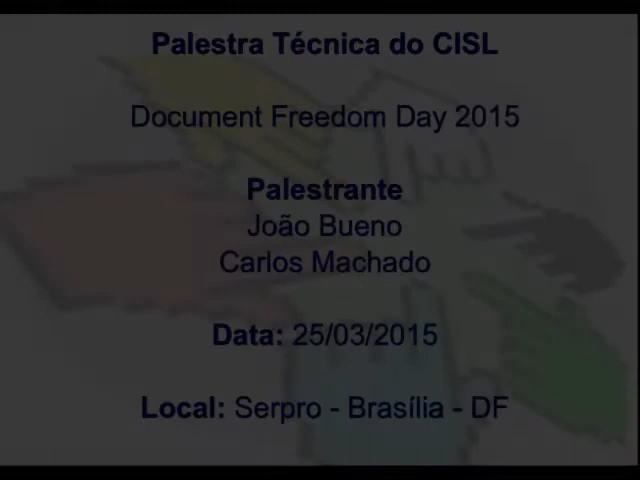 Palestra Técnica do CISL
Document Freedom Day 2015
Palestrante
João Bueno
Carlos Machado
Data: 25/03/2015
Local: Serpro - Brasília - DF